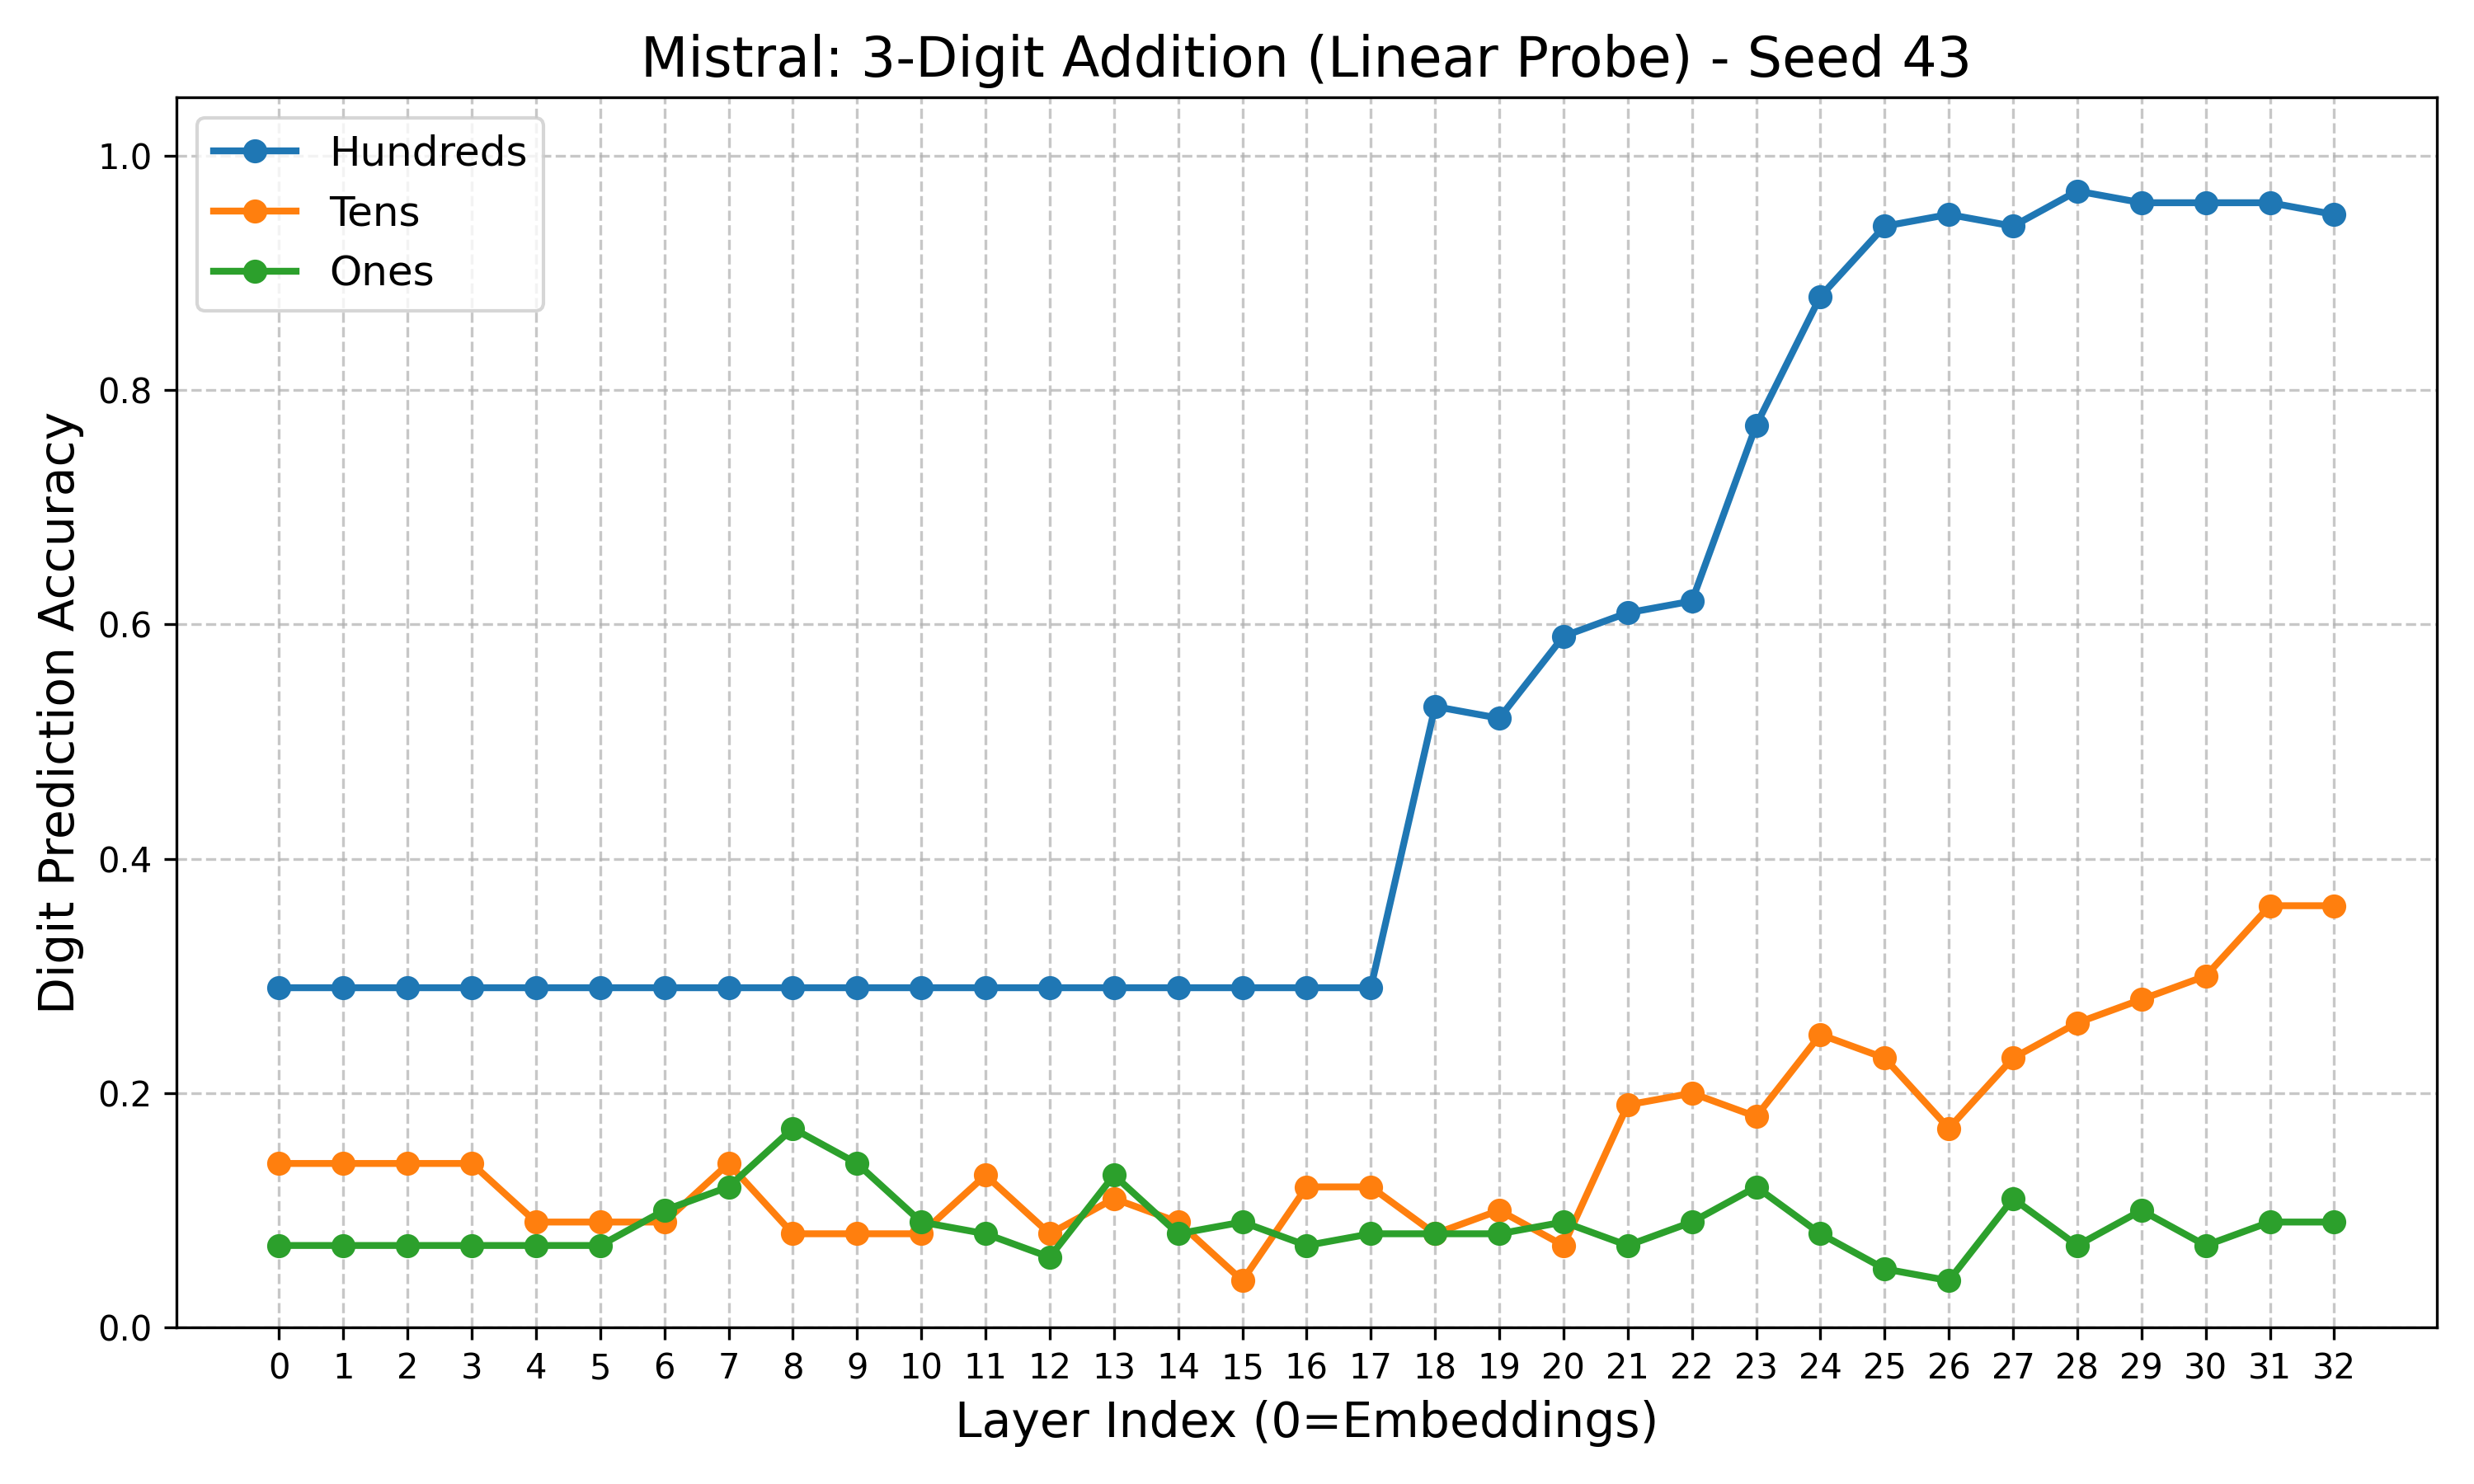 Mistral: 3-Digit Addition (Linear Probe) - Seed 43
Hundreds
Tens
Ones
Digit Prediction Accuracy
1.0
0.8
0.6
0.4
0.2
0.0
0 1 2 3 4 5 6 7 8 9 10 11 12 13 14 15 16 17 18 19 20 21 22 23 24 25 26 27 28 29 30 31 32
Layer Index (0=Embeddings)